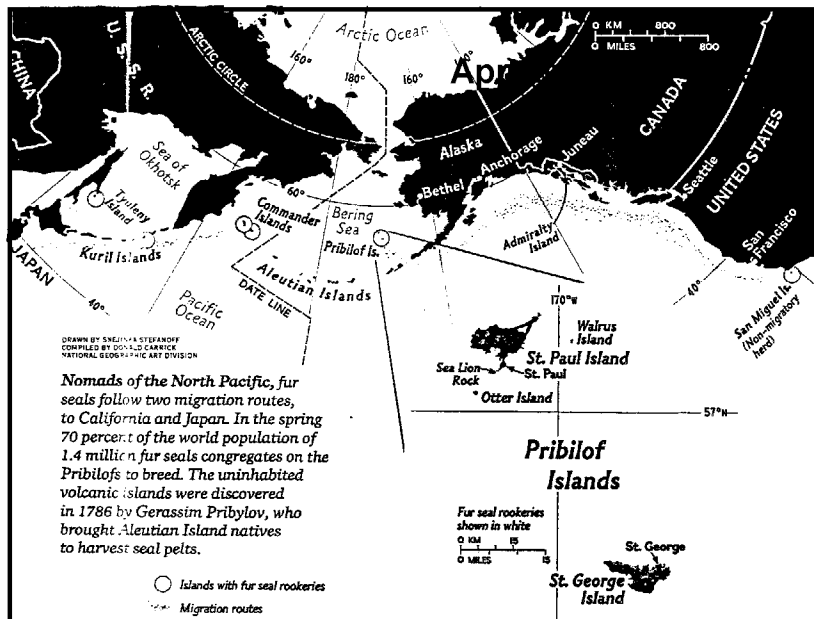 O KM 800
O MILES 800
Arctic Ocean
160°
180°
160°
Apr
ARCTIC CIRCLE
CHINA
U. S. S. R.
CANADA
UNITED STATES
Alaska
Anchorage
Juneau
Bethel
Seattle
San
Francisco
Sea of
Okhotsk
Tyuleny
Island
60°
Commander
Islands
Bering
Sea
Pribilof Is.
Admiralty
Island
Kuril Islands
JAPAN
40°
Aleutian Islands
DATE LINE
Pacific
Ocean
40°
San Miguel Is.
(Non-migratory
herd)
170°W
Walrus
Island
St. Paul Island
Sea Lion
Rock
St. Paul
Otter Island
57°N
DRAWN BY SNEJINKA STEFANOFF
COMPILED BY DONALD CARRICK
NATIONAL GEOGRAPHIC ART DIVISION
Nomads of the North Pacific, fur
seals follow two migration routes,
to California and Japan. In the spring
70 percent of the world population of
1.4 million fur seals congregates on the
Pribilofs to breed. The uninhabited
volcanic islands were discovered
in 1786 by Gerassim Pribylov, who
brought Aleutian Island natives
to harvest seal pelts.
Islands with fur seal rookeries
Migration routes
Pribilof
Islands
Fur seal rookeries
shown in white
O KM 15
O MILES 15
St. George
St. George
Island